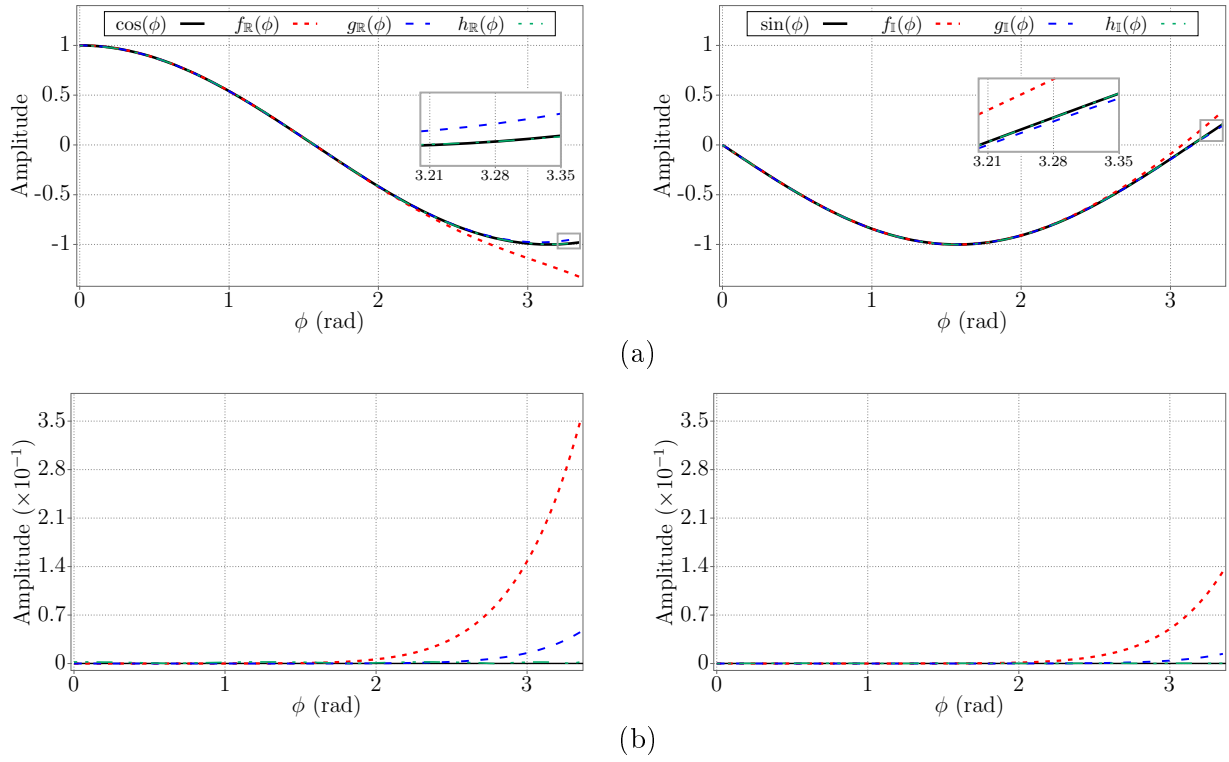 cos(ϕ) f_ℝ(ϕ) g_ℝ(ϕ) h_ℝ(ϕ)
1
0.5
0
-0.5
-1
Amplitude
3.21 3.28 3.35
0 1 2 3
ϕ (rad)
sin(ϕ) f_𝕀(ϕ) g_𝕀(ϕ) h_𝕀(ϕ)
1
0.5
0
-0.5
-1
Amplitude
3.21 3.28 3.35
0 1 2 3
ϕ (rad)
(a)
3.5
2.8
2.1
1.4
0.7
0
Amplitude (×10⁻¹)
0 1 2 3
ϕ (rad)
3.5
2.8
2.1
1.4
0.7
0
Amplitude (×10⁻¹)
0 1 2 3
ϕ (rad)
(b)